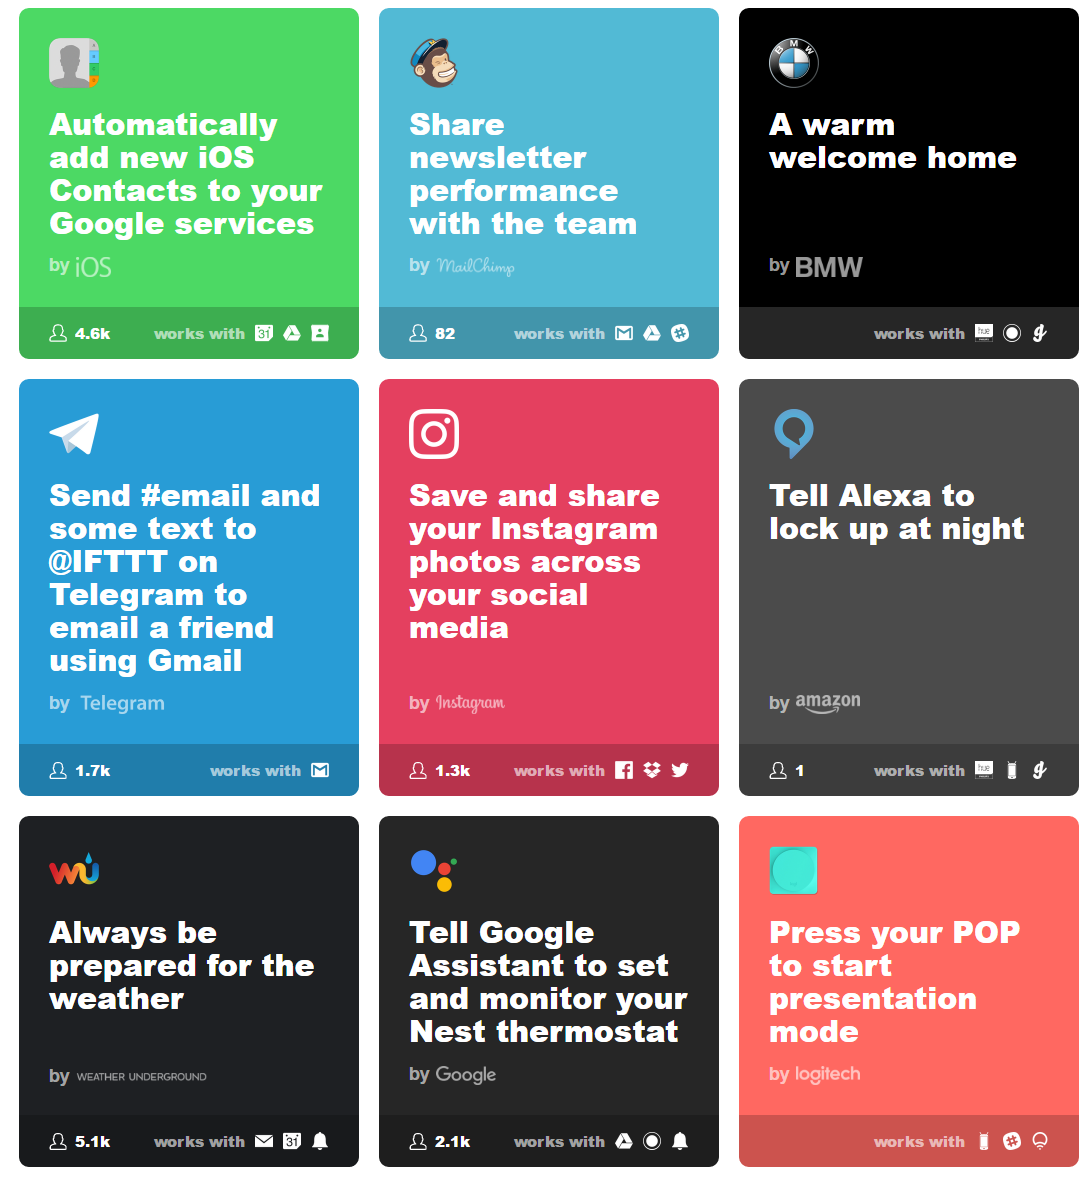 Automatically
add new iOS
Contacts to your
Google services
by iOS
4.6k works with 31
Share
newsletter
performance
with the team
by MailChimp
82 works with
BMW
A warm
welcome home
by BMW
works with hue
Send #email and
some text to
@IFTTT on
Telegram to
email a friend
using Gmail
by Telegram
1.7k works with
Save and share
your Instagram
photos across
your social
media
by Instagram
1.3k works with
Tell Alexa to
lock up at night
by amazon
1 works with hue
wu
Always be
prepared for the
weather
by WEATHER UNDERGROUND
5.1k works with 31
Tell Google
Assistant to set
and monitor your
Nest thermostat
by Google
2.1k works with
Press your POP
to start
presentation
mode
by logitech
works with